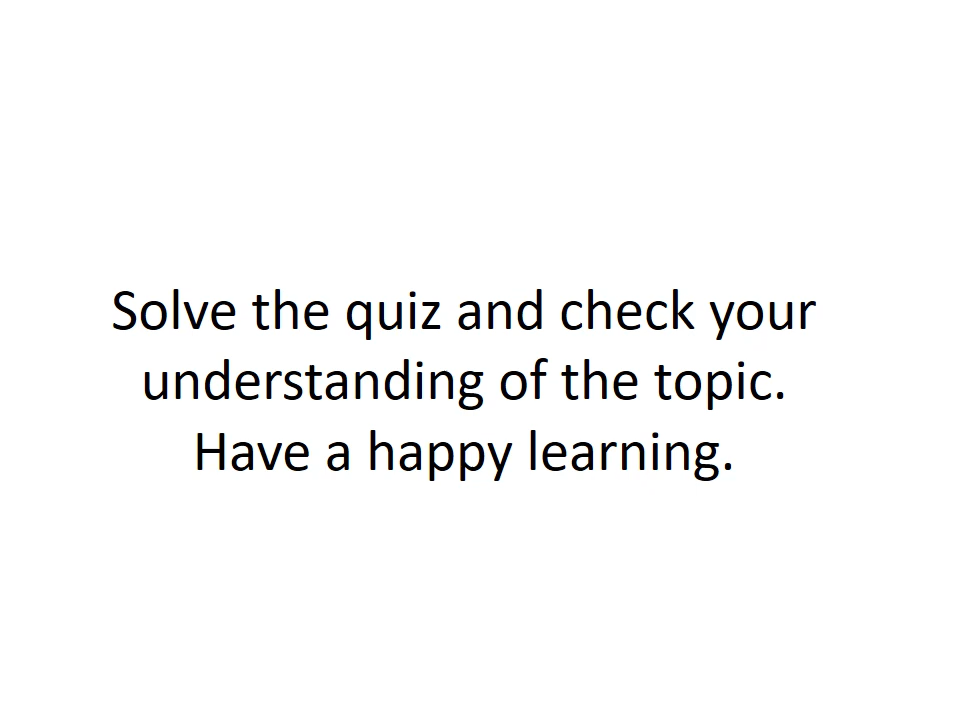 Solve the quiz and check your
understanding of the topic.
Have a happy learning.